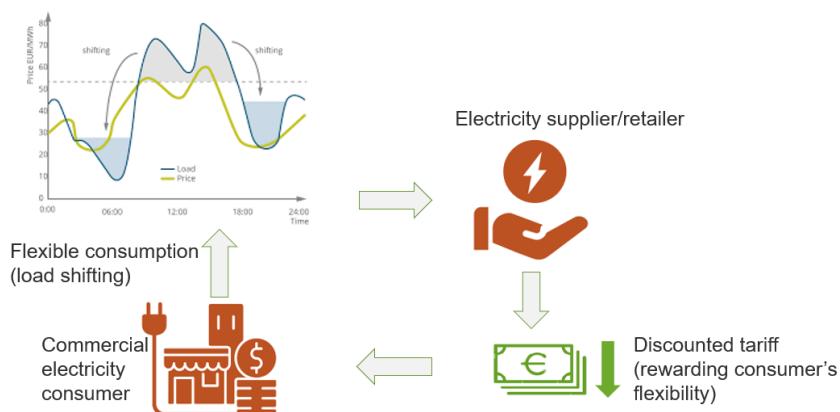 Price EUR/MWh
80
70
60
50
40
30
20
10
0
shifting
shifting
Load
Price
0:00
06:00
12:00
18:00
24:00
Time
Electricity supplier/retailer
Flexible consumption
(load shifting)
Commercial
electricity
consumer
$
€
Discounted tariff
(rewarding consumer’s
flexibility)